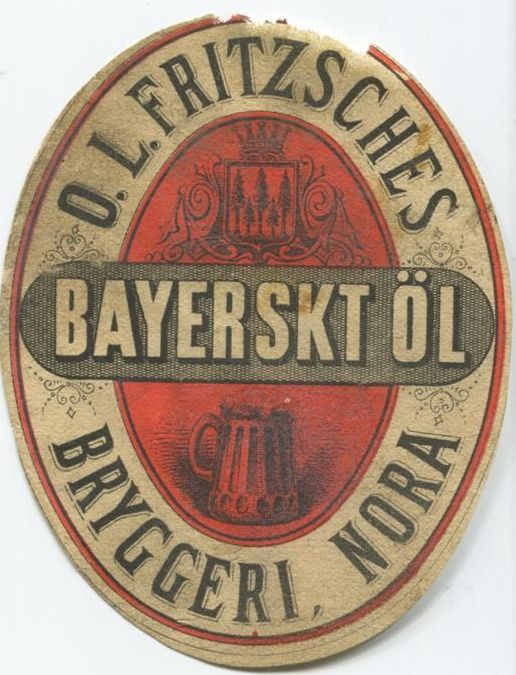 O. L. FRITZSCHES
BAYERSKT ÖL
BRYGGERI, NORA